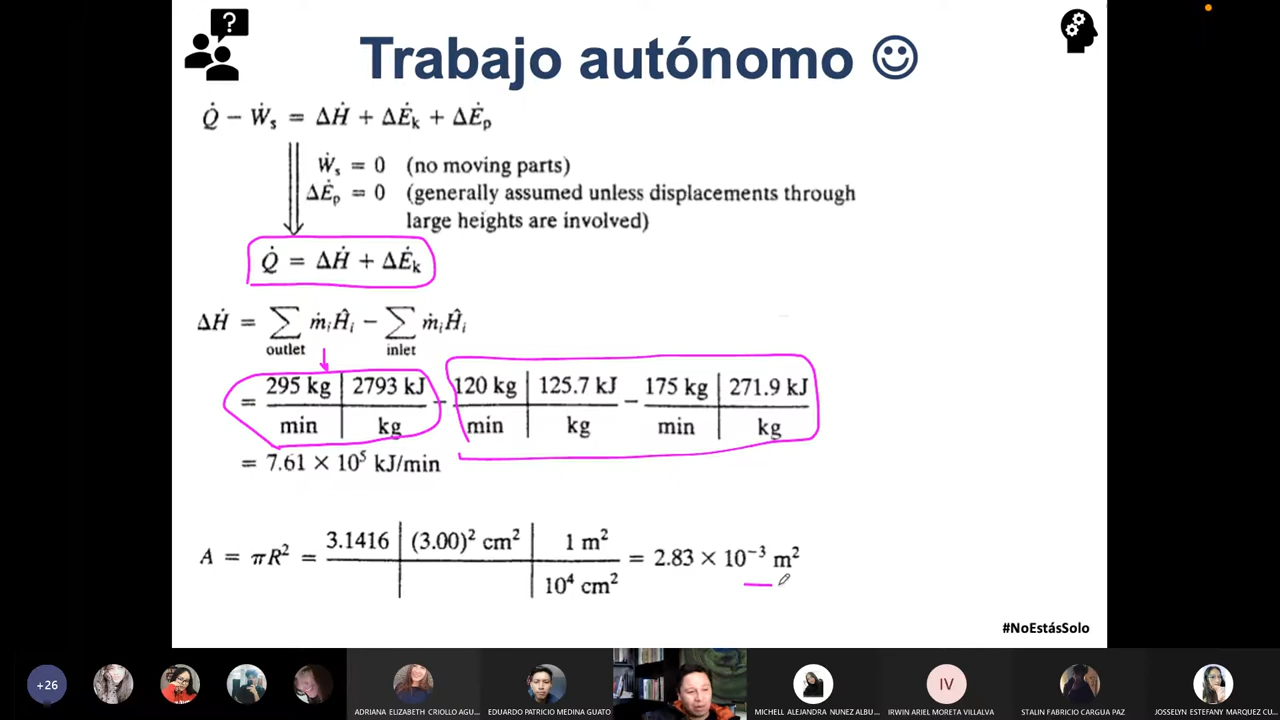 ?
Trabajo autónomo
Q̇ − Ẇs = ΔḢ + ΔĖk + ΔĖp
Ẇs = 0 (no moving parts)
ΔĖp = 0 (generally assumed unless displacements through
large heights are involved)
Q̇ = ΔḢ + ΔĖk
ΔḢ = ∑ ṁiĤi − ∑ ṁiĤi
outlet inlet
= 295 kg | 2793 kJ − 120 kg | 125.7 kJ − 175 kg | 271.9 kJ
min | kg min | kg min | kg
= 7.61 × 10⁵ kJ/min
A = πR² = 3.1416 | (3.00)² cm² | 1 m² = 2.83 × 10⁻³ m²
10⁴ cm²
#NoEstásSolo
+26
ADRIANA ELIZABETH CRIOLLO AGU...
EDUARDO PATRICIO MEDINA GUATO
MICHELL ALEJANDRA NUNEZ ALBU...
IV
IRWIN ARIEL MORETA VILLALVA
STALIN FABRICIO CARGUA PAZ
JOSSELYN ESTEFANY MARQUEZ CU...